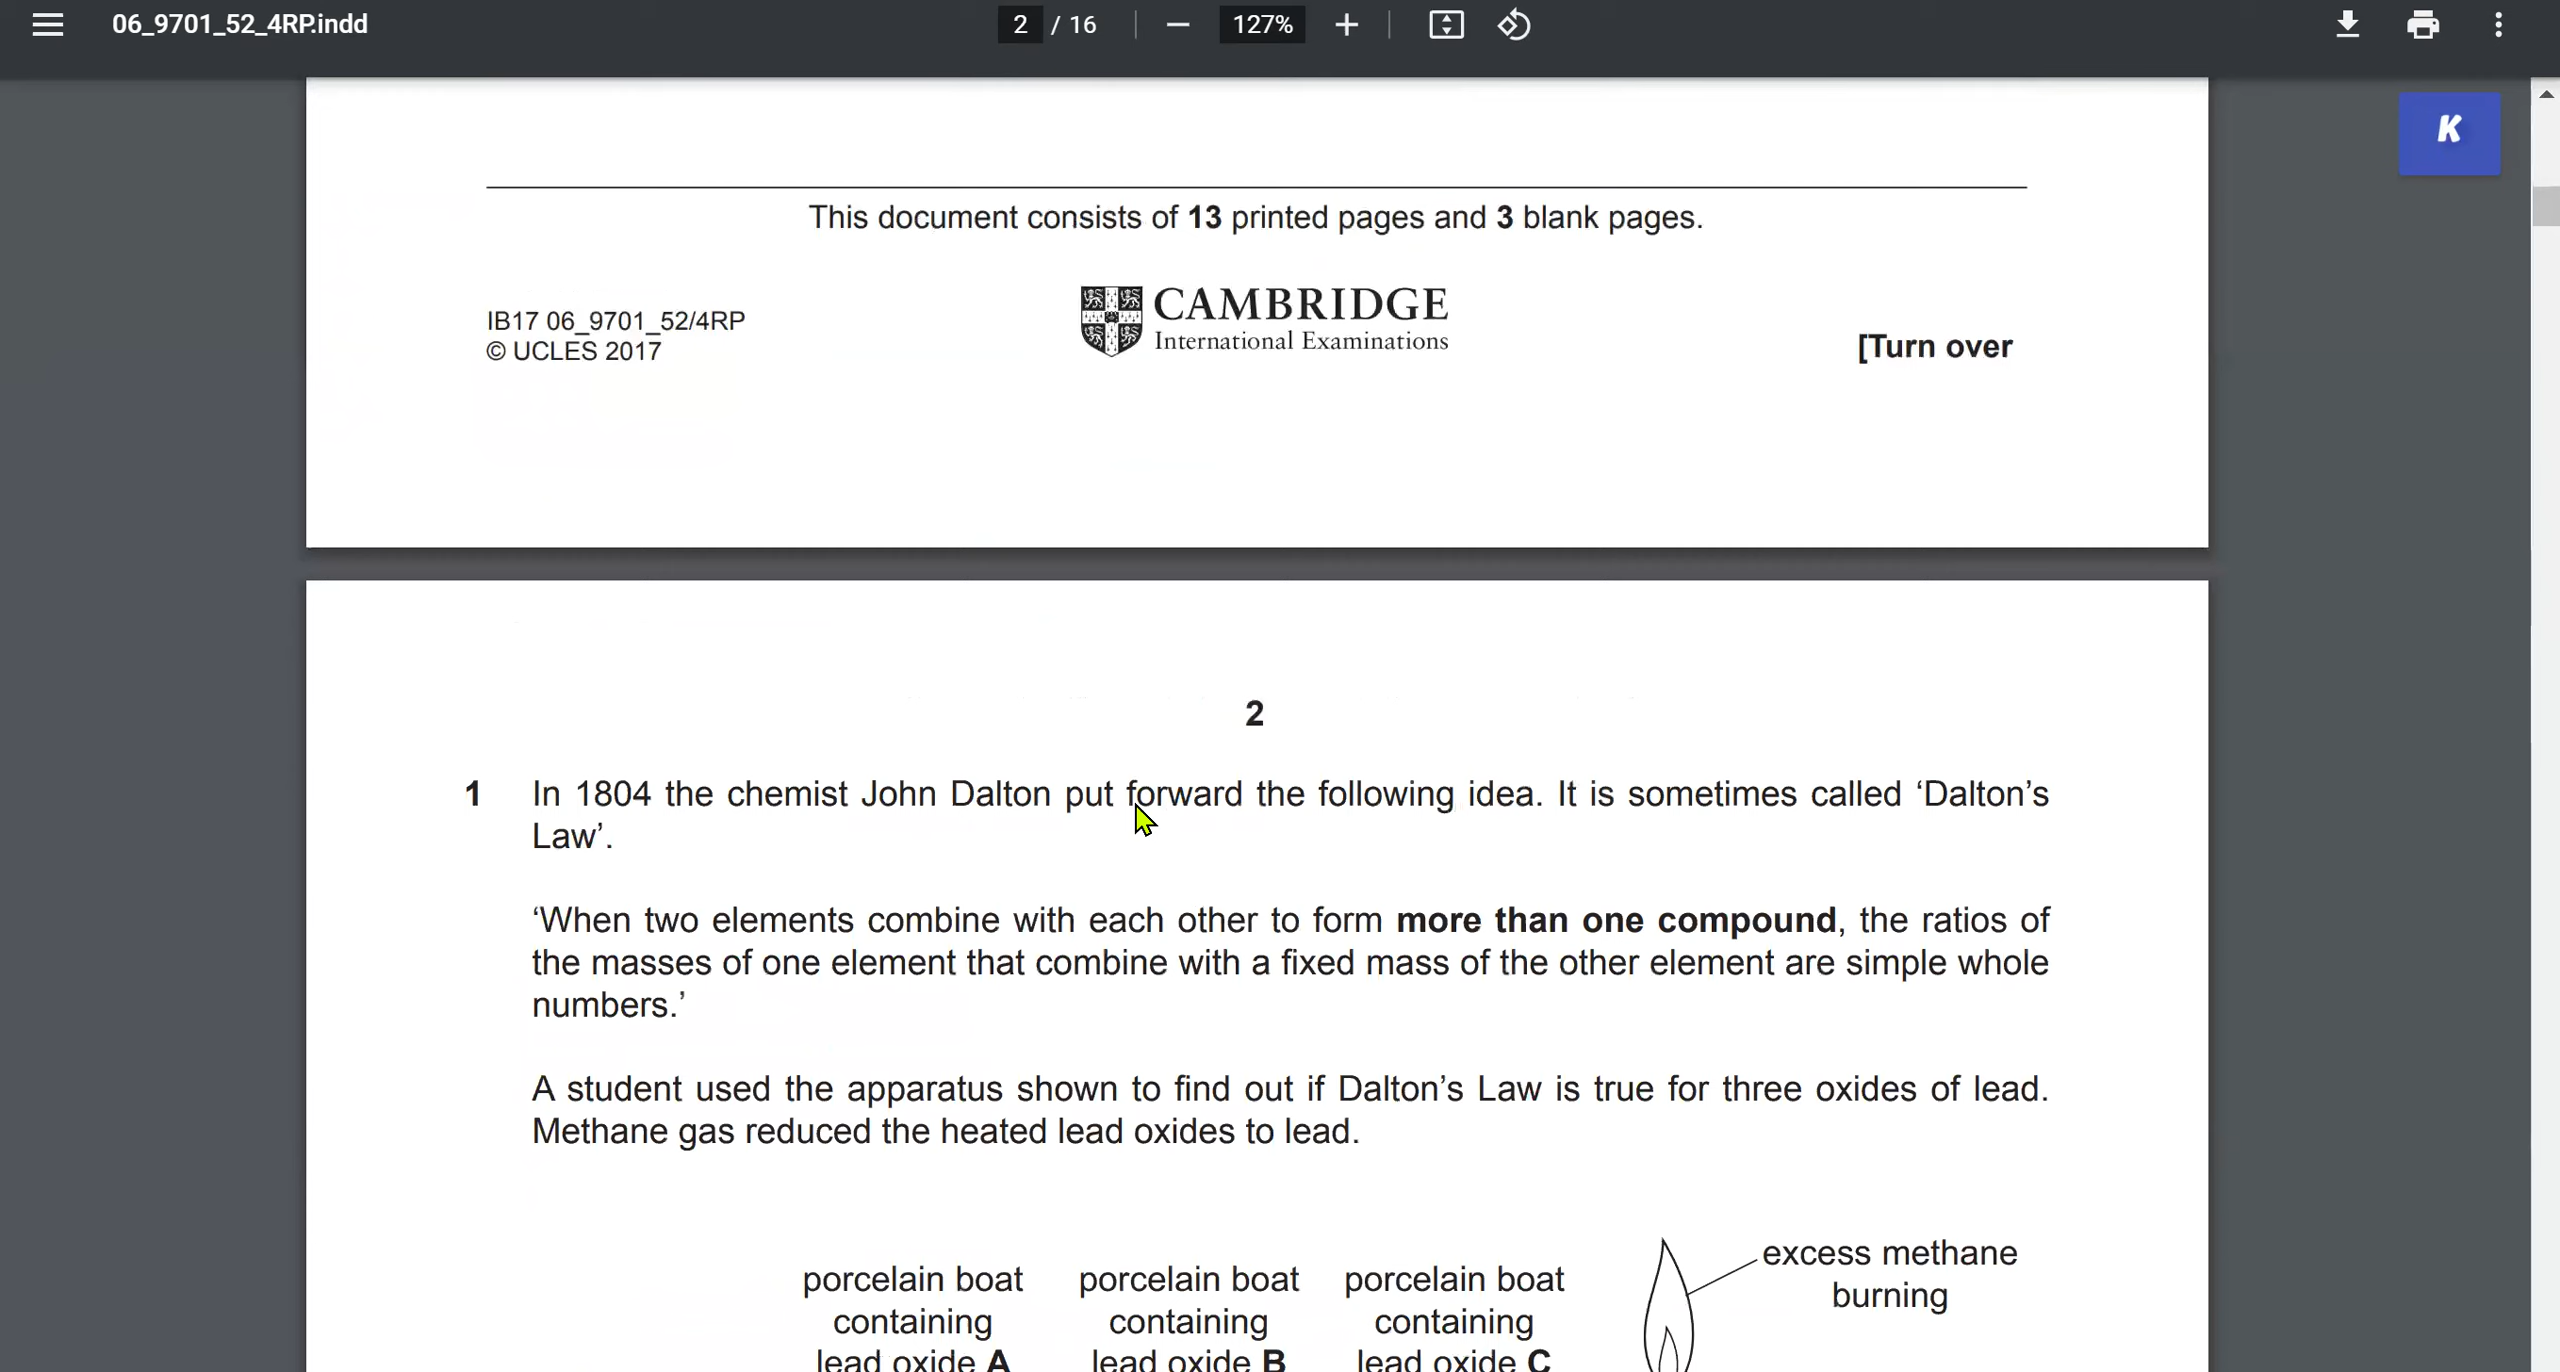 06_9701_52_4RP.indd
2 / 16
127%
K
This document consists of 13 printed pages and 3 blank pages.
IB17 06_9701_52/4RP
© UCLES 2017
CAMBRIDGE
International Examinations
[Turn over
2
1 In 1804 the chemist John Dalton put forward the following idea. It is sometimes called ‘Dalton’s
Law’.
‘When two elements combine with each other to form more than one compound, the ratios of
the masses of one element that combine with a fixed mass of the other element are simple whole
numbers.’
A student used the apparatus shown to find out if Dalton’s Law is true for three oxides of lead.
Methane gas reduced the heated lead oxides to lead.
excess methane
burning
porcelain boat porcelain boat porcelain boat
containing containing containing
lead oxide A lead oxide B lead oxide C